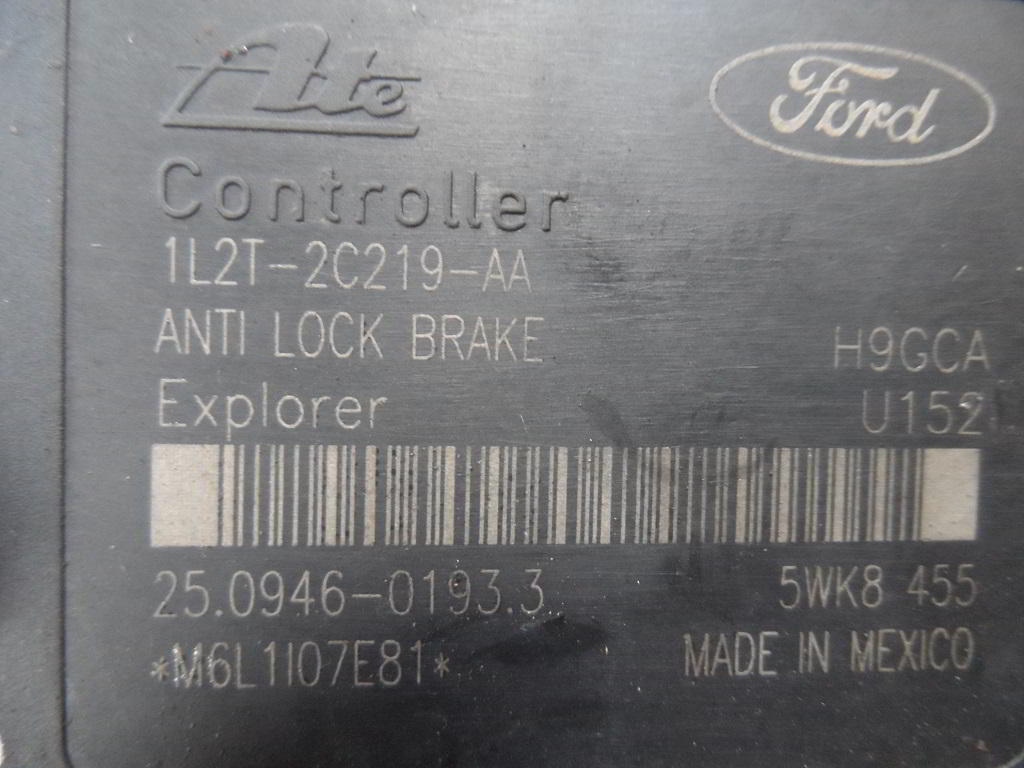 Ate
Ford
Controller
1L2T-2C219-AA
ANTI LOCK BRAKE
H9GCA
Explorer
U152
25.0946-0193.3
5WK8 455
*M6L1I07E81*
MADE IN MEXICO